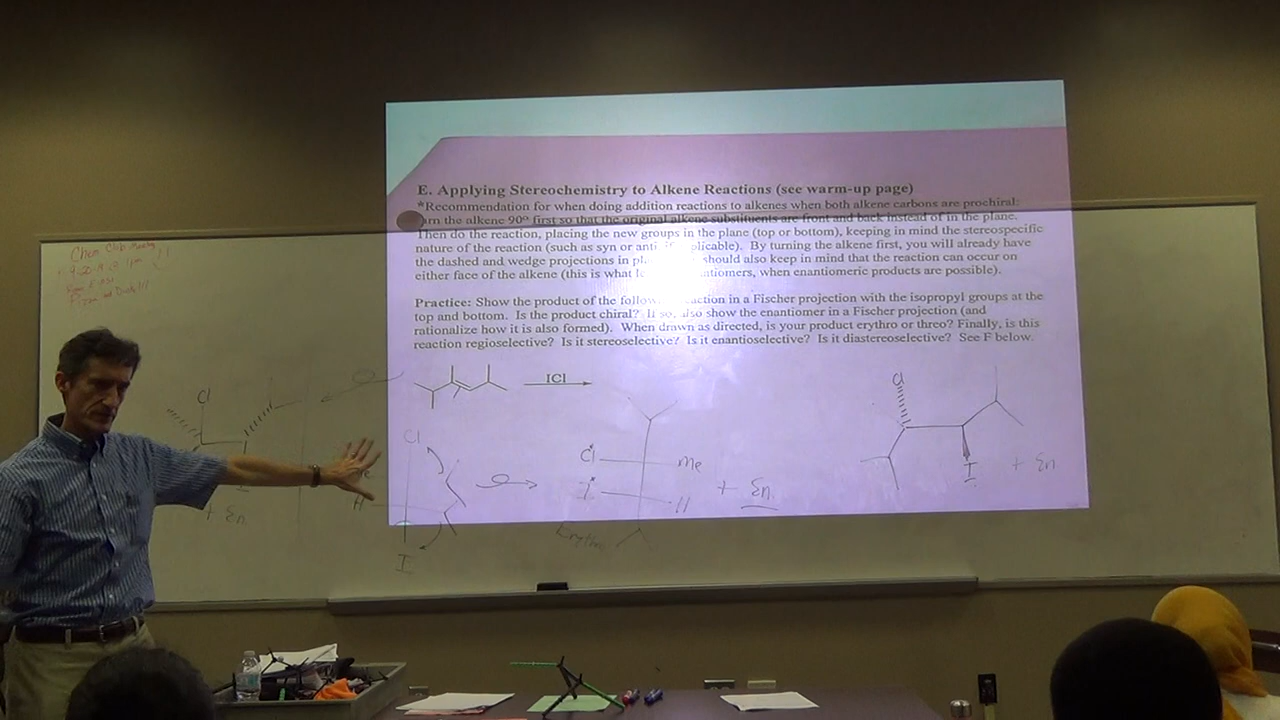 E. Applying Stereochemistry to Alkene Reactions (see warm-up page)
*Recommendation for when doing addition reactions to alkenes when both alkene carbons are prochiral:
the alkene 90° first so that the original alkene substituents are front and back instead of in the plane.
Then do the reaction, placing the new groups in the plane (top or bottom), keeping in mind the stereospecific
nature of the reaction (such as syn or anti, By turning the alkene first, you will already have
the dashed and wedge projections in should also keep in mind that the reaction can occur on
either face of the alkene (this is what when enantiomeric products are possible).
Practice: Show the product of the in a Fischer projection with the isopropyl groups at the
top and bottom. Is the product chiral? If so, also show the enantiomer in a Fischer projection (and
rationalize how it is also formed). When drawn as directed, is your product erythro or threo? Finally, is this
reaction regioselective? Is it stereoselective? Is it enantioselective? Is it diastereoselective? See F below.
ICl
Chem Club Meeting
Pizza and Drinks!!!
Cl
+ En.
Cl
H
I
Cl* Me
I* H
+ En.
Erythro
Cl
I
+ En